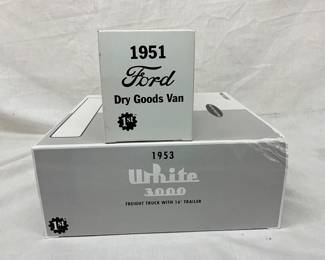 1951
Ford
Dry Goods Van
1st
1953
White
3000
FREIGHT TRUCK WITH 16' TRAILER
1st